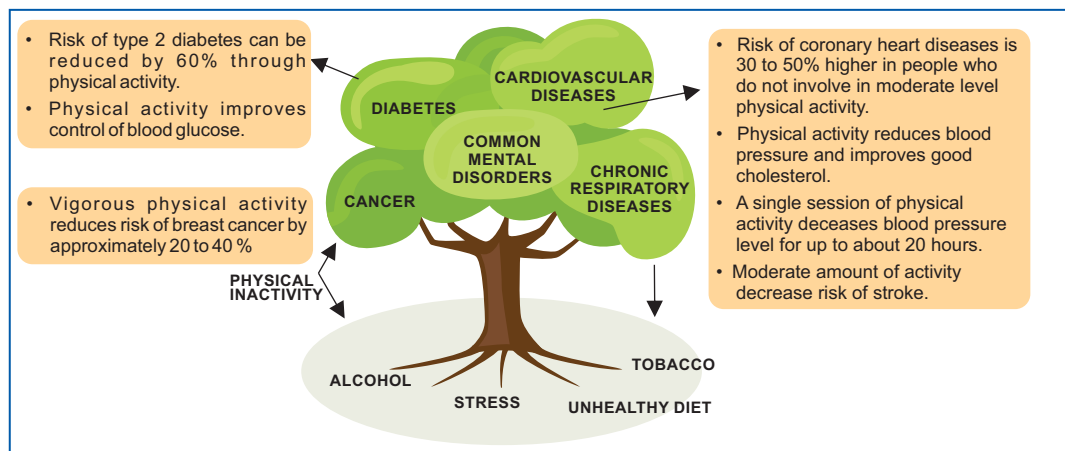 • Risk of type 2 diabetes can be
reduced by 60% through
physical activity.
• Physical activity improves
control of blood glucose.
• Vigorous physical activity
reduces risk of breast cancer by
approximately 20 to 40 %
PHYSICAL
INACTIVITY
DIABETES
CARDIOVASCULAR
DISEASES
COMMON
MENTAL
DISORDERS
CANCER
CHRONIC
RESPIRATORY
DISEASES
ALCOHOL
STRESS
TOBACCO
UNHEALTHY DIET
• Risk of coronary heart diseases is
30 to 50% higher in people who
do not involve in moderate level
physical activity.
• Physical activity reduces blood
pressure and improves good
cholesterol.
• A single session of physical
activity deceases blood pressure
level for up to about 20 hours.
• Moderate amount of activity
decrease risk of stroke.